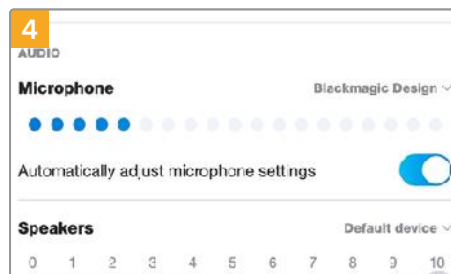 4
AUDIO
Microphone Blackmagic Design
Automatically adjust microphone settings
Speakers Default device
0 1 2 3 4 5 6 7 8 9 10